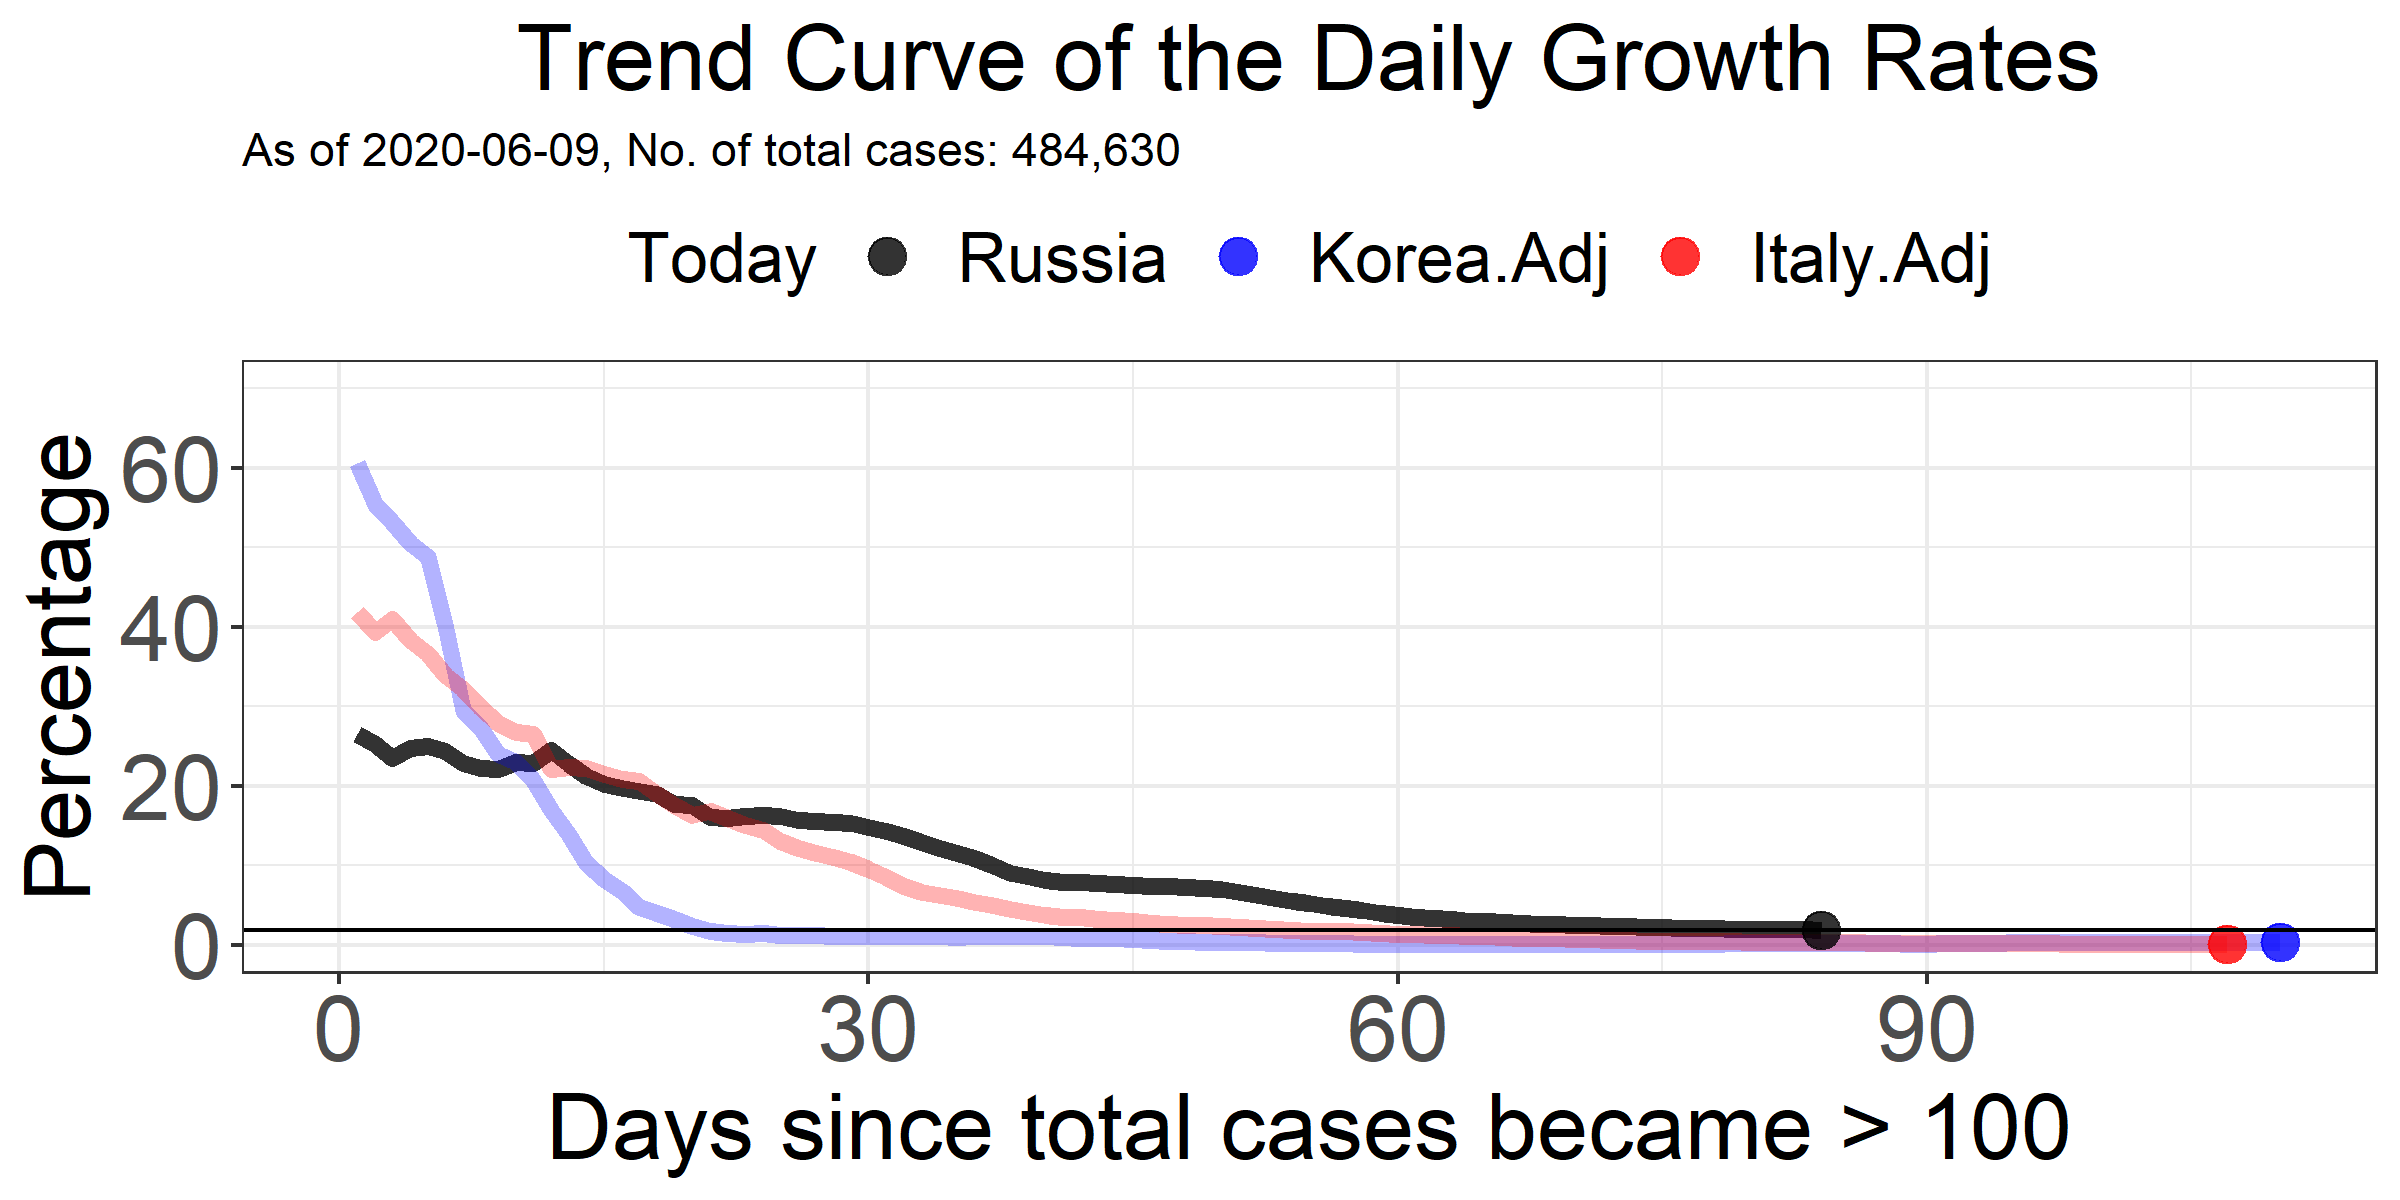 Trend Curve of the Daily Growth Rates
As of 2020-06-09, No. of total cases: 484,630
Today Russia Korea.Adj Italy.Adj
Percentage
60
40
20
0
0 30 60 90
Days since total cases became > 100